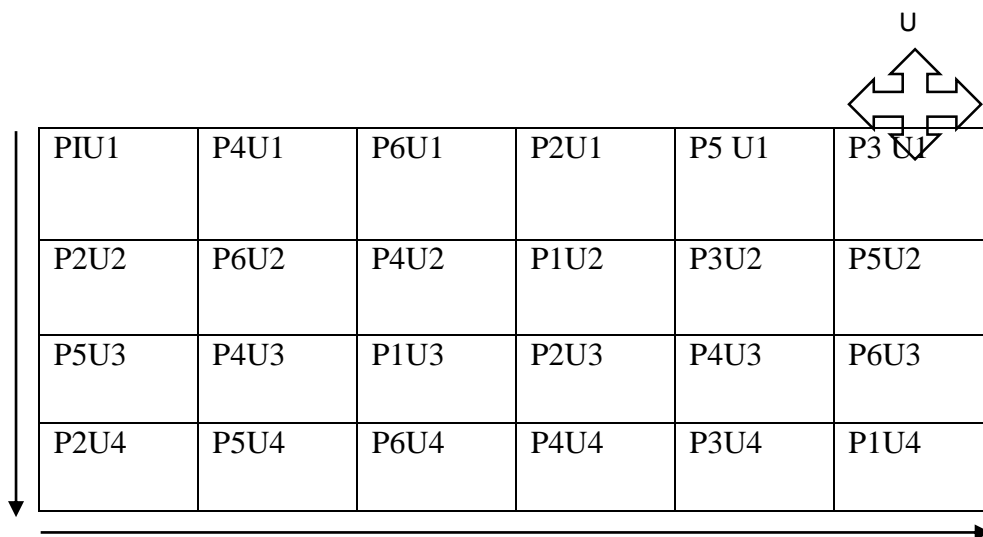 U
PIU1 P4U1 P6U1 P2U1 P5 U1 P3 U1
P2U2 P6U2 P4U2 P1U2 P3U2 P5U2
P5U3 P4U3 P1U3 P2U3 P4U3 P6U3
P2U4 P5U4 P6U4 P4U4 P3U4 P1U4